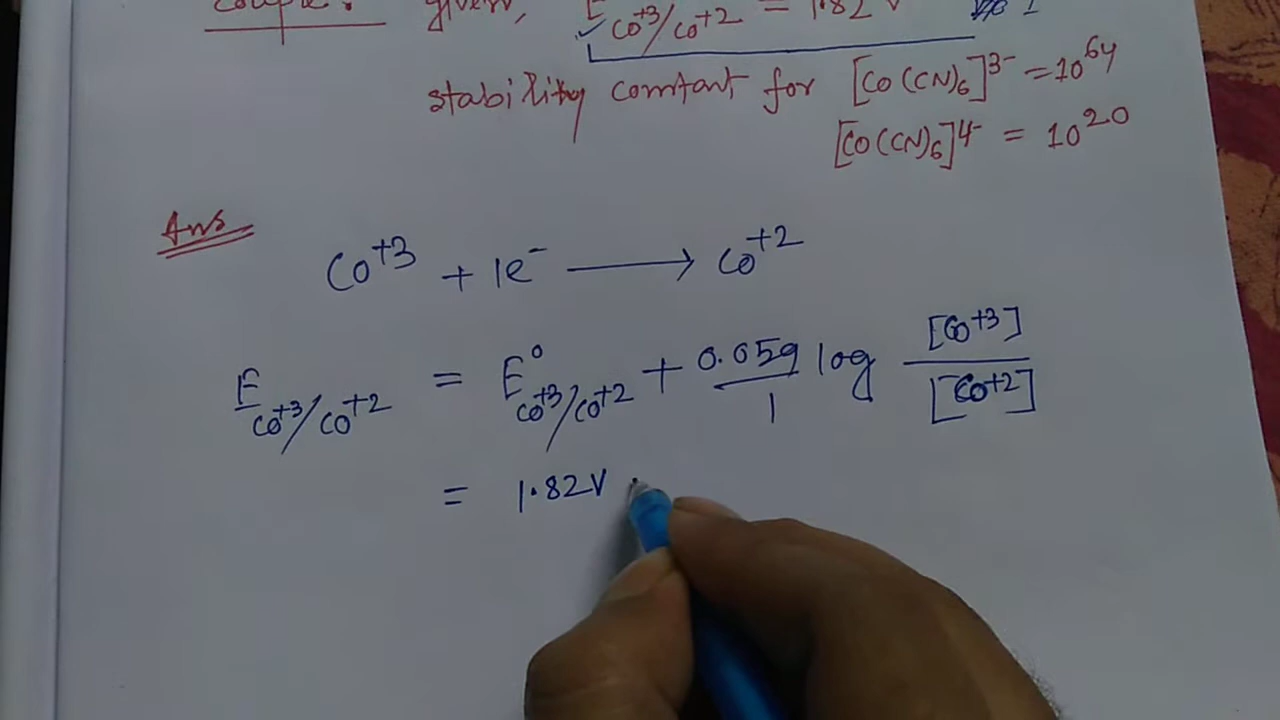 couple. given, E Co+3/Co+2 = 1.82 V
stability constant for [Co(CN)6]3- = 10^64
[Co(CN)6]4- = 10^20
Ans
Co+3 + 1e- → Co+2
E Co+3/Co+2 = E° Co+3/Co+2 + 0.059/1 log [Co+3]/[Co+2]
= 1.82V